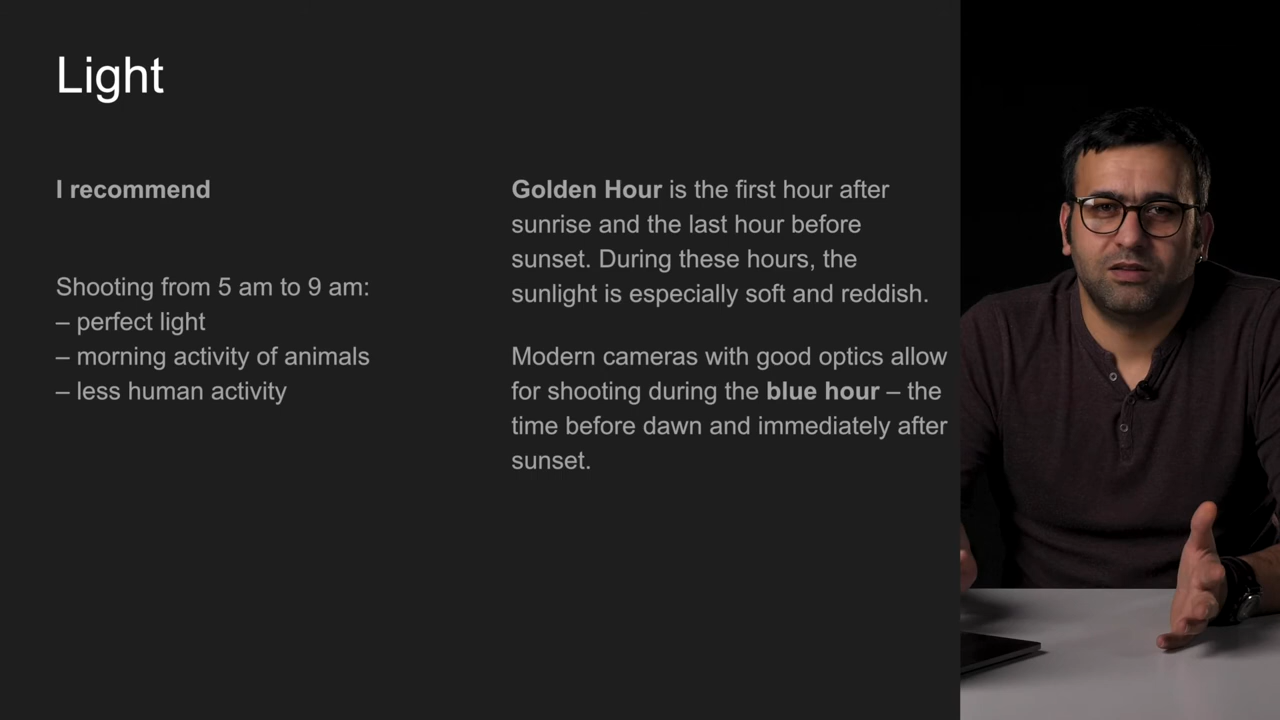 Light
I recommend
Shooting from 5 am to 9 am:
– perfect light
– morning activity of animals
– less human activity
Golden Hour is the first hour after
sunrise and the last hour before
sunset. During these hours, the
sunlight is especially soft and reddish.
Modern cameras with good optics allow
for shooting during the blue hour – the
time before dawn and immediately after
sunset.